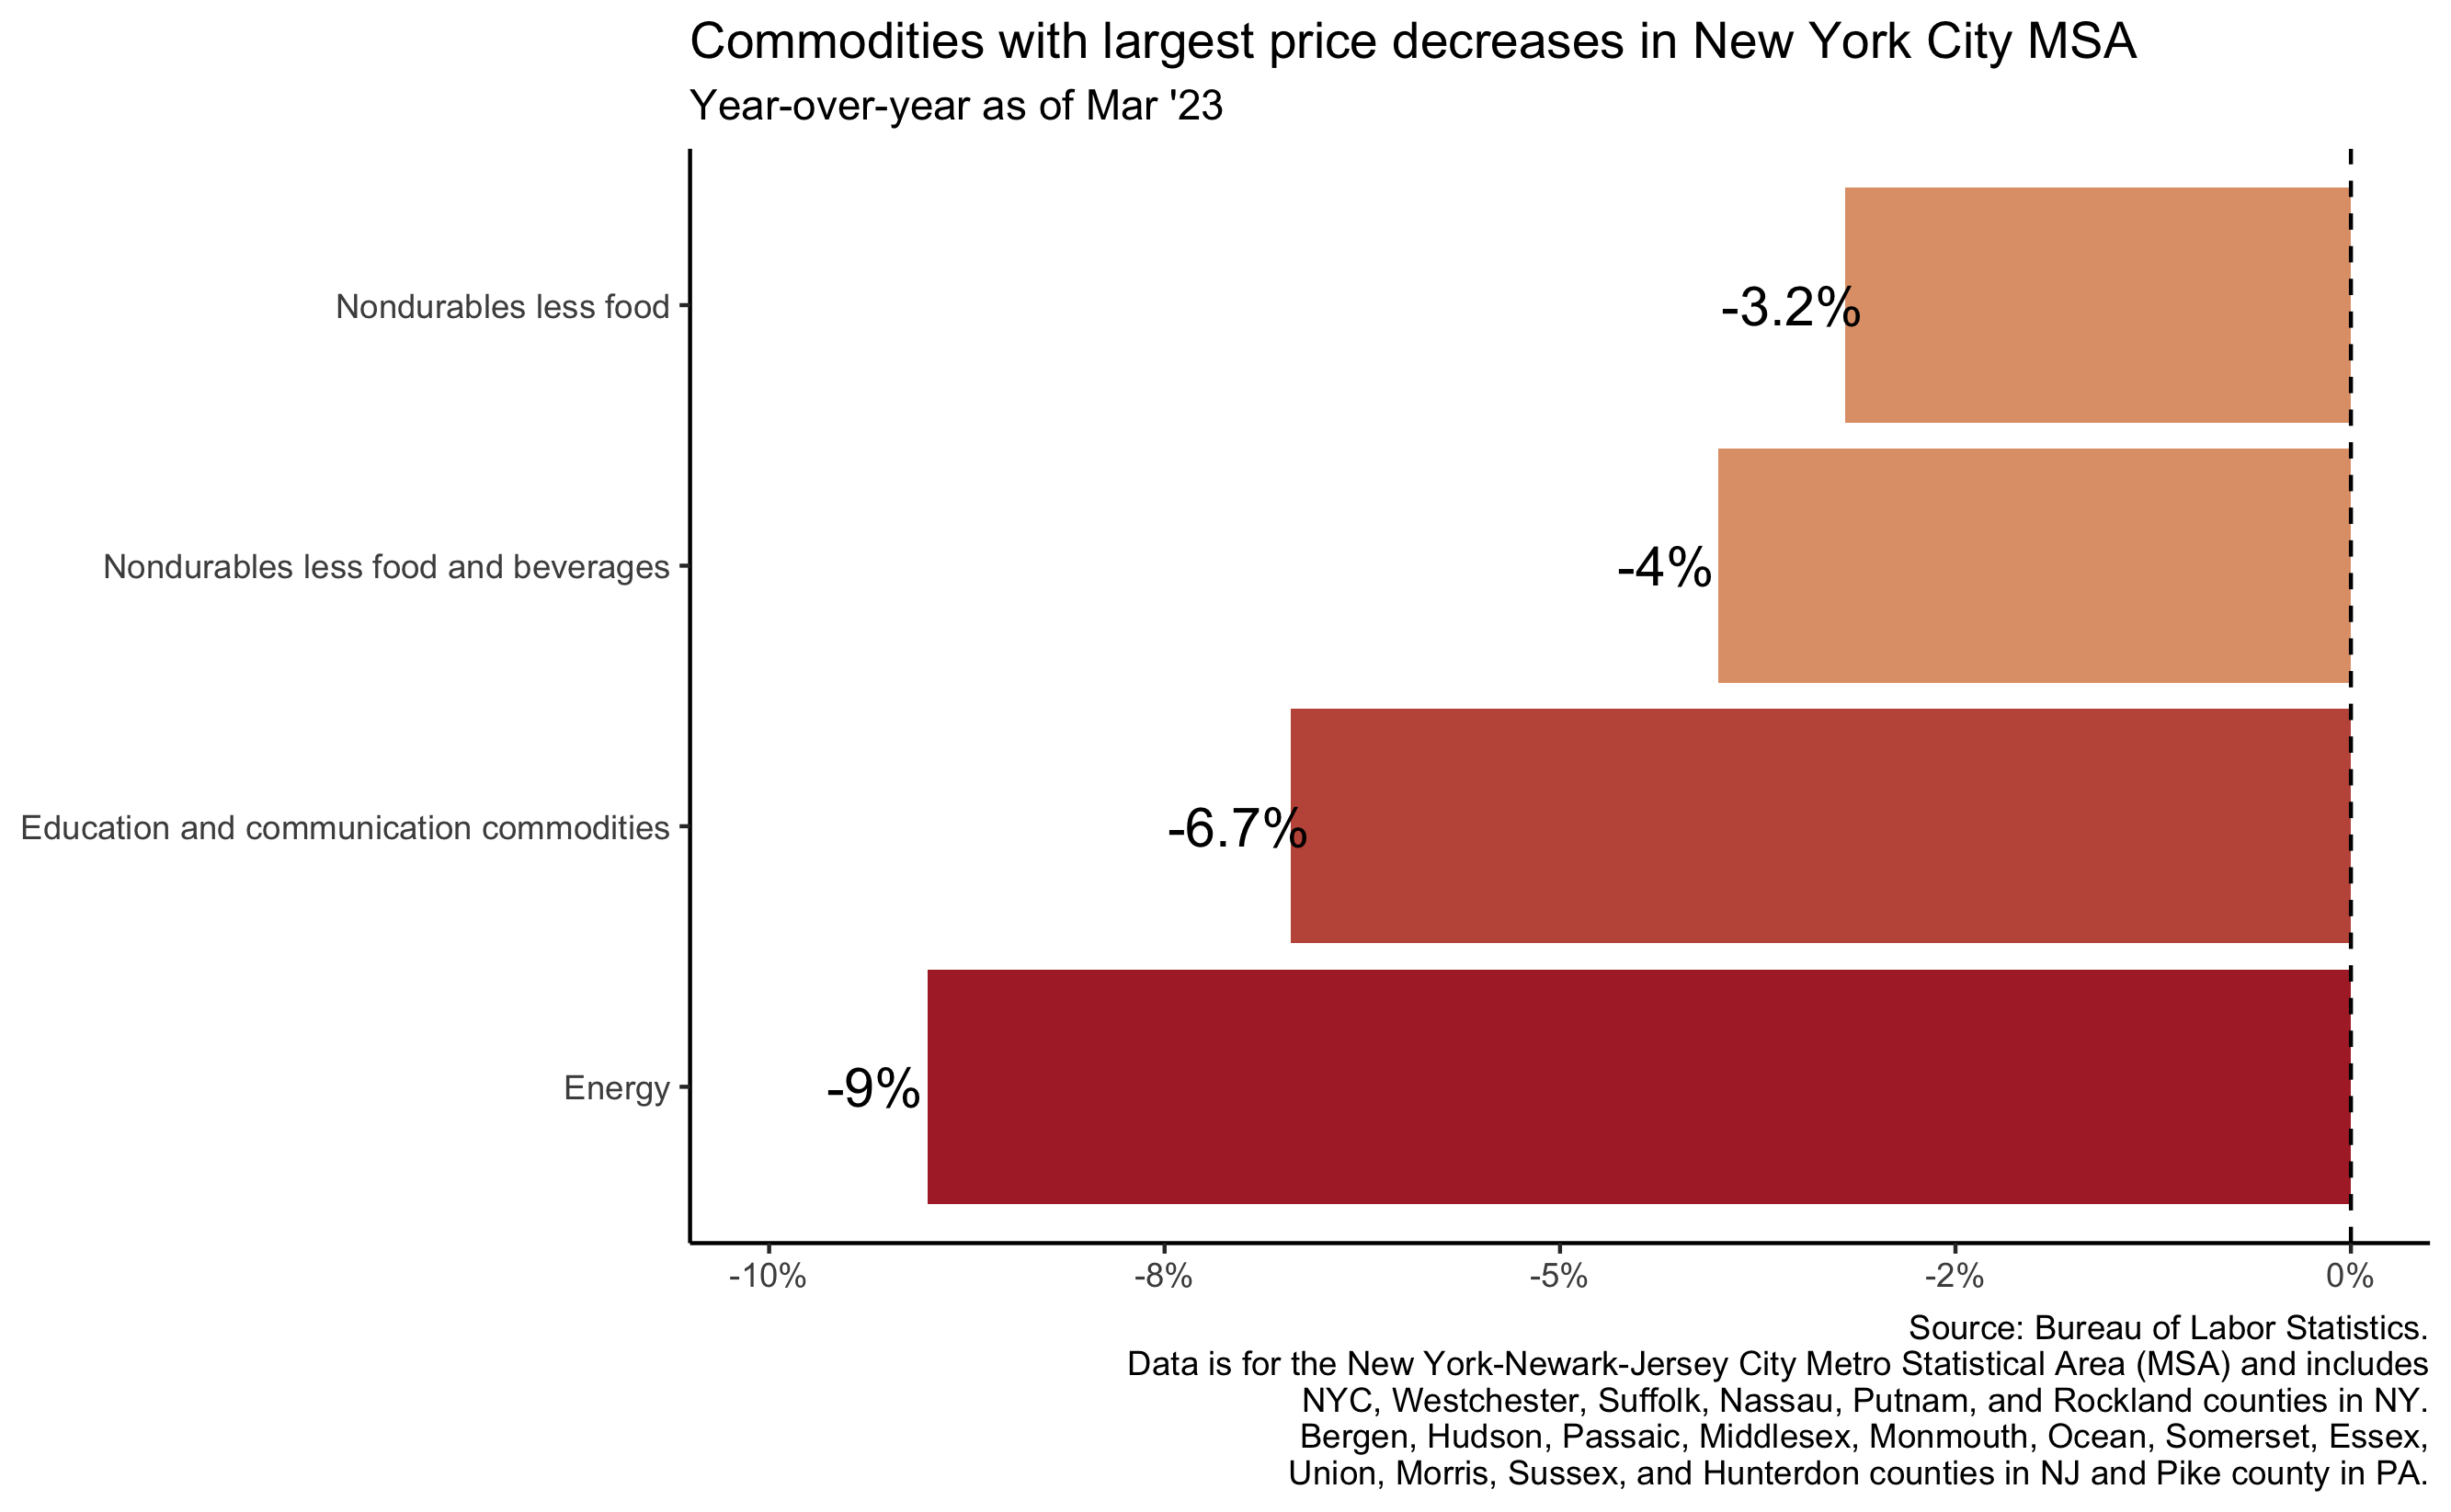 Commodities with largest price decreases in New York City MSA
Year-over-year as of Mar '23
Nondurables less food
-3.2%
Nondurables less food and beverages
-4%
Education and communication commodities
-6.7%
Energy
-9%
-10%
-8%
-5%
-2%
0%
Source: Bureau of Labor Statistics.
Data is for the New York-Newark-Jersey City Metro Statistical Area (MSA) and includes
NYC, Westchester, Suffolk, Nassau, Putnam, and Rockland counties in NY.
Bergen, Hudson, Passaic, Middlesex, Monmouth, Ocean, Somerset, Essex,
Union, Morris, Sussex, and Hunterdon counties in NJ and Pike county in PA.